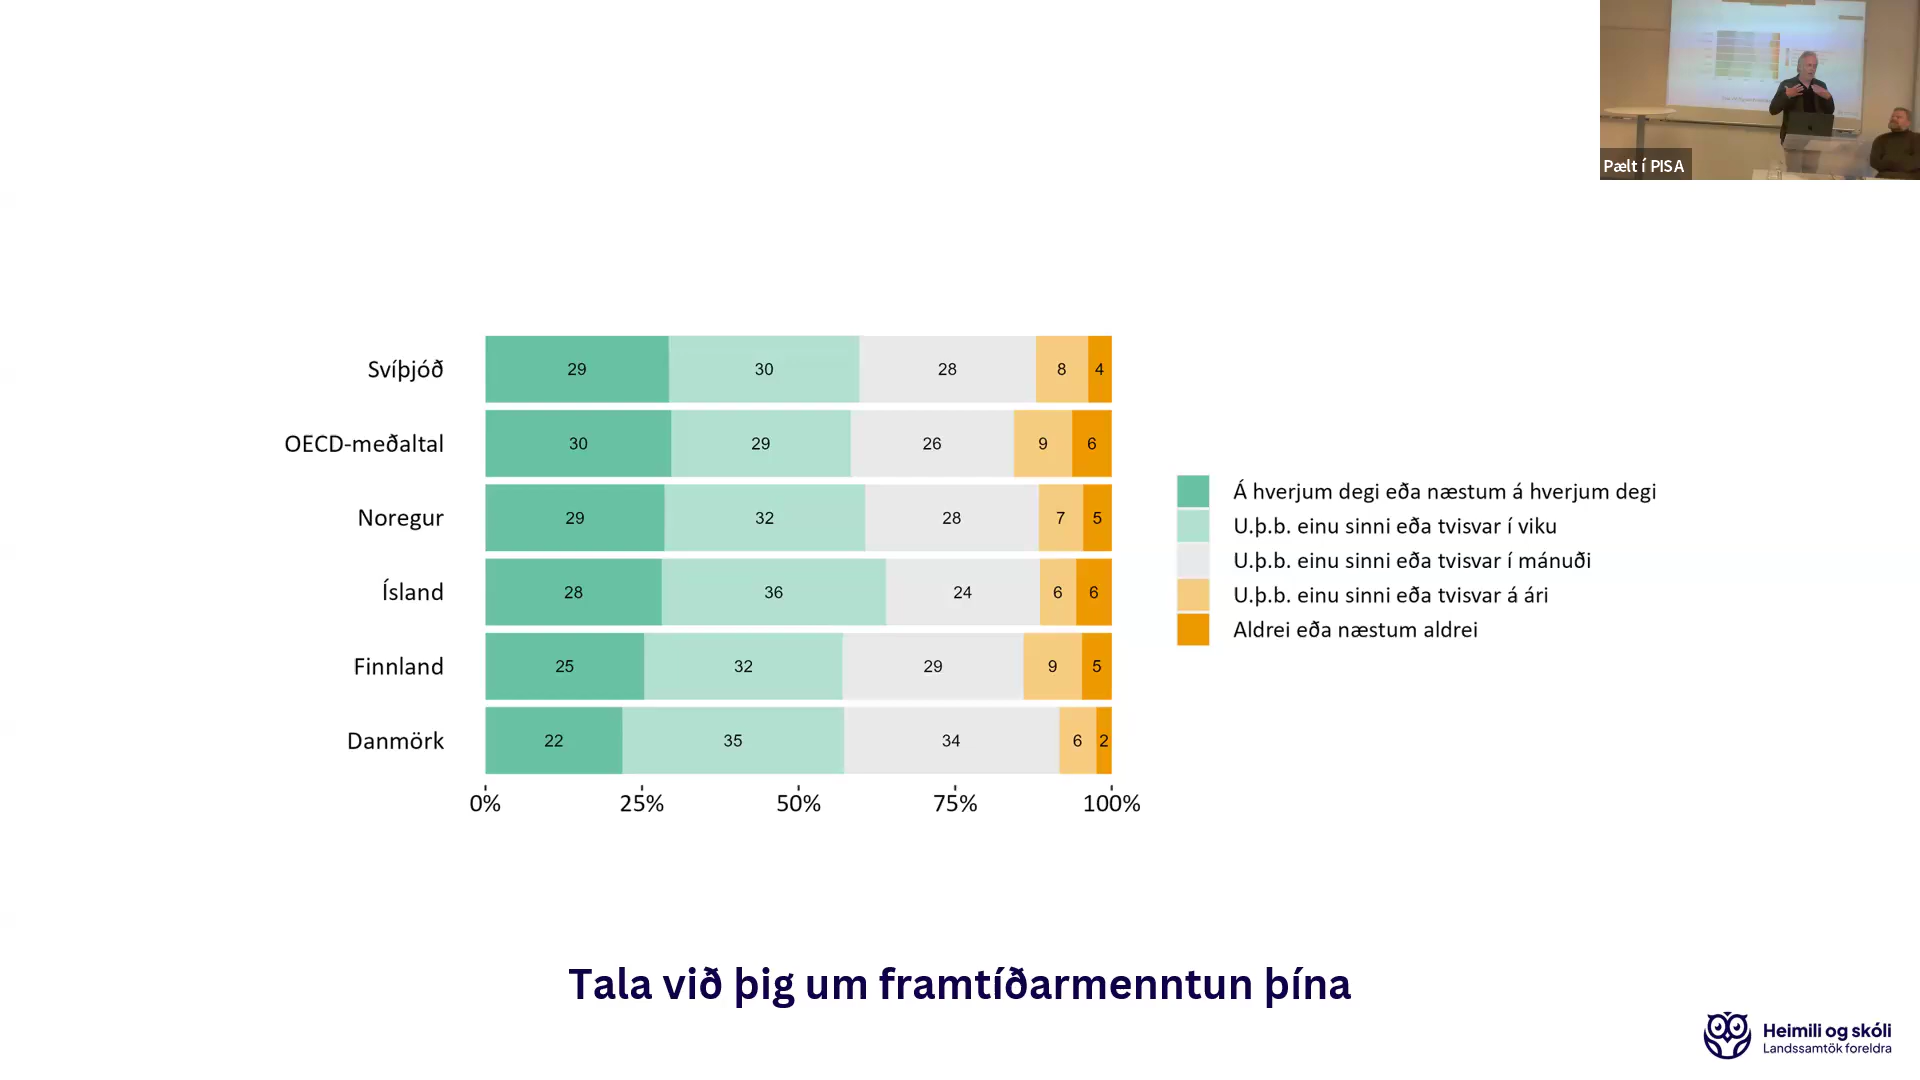 Pælt í PISA
Svíþjóð 29 30 28 8 4
OECD-meðaltal 30 29 26 9 6
Noregur 29 32 28 7 5
Ísland 28 36 24 6 6
Finnland 25 32 29 9 5
Danmörk 22 35 34 6 2
0% 25% 50% 75% 100%
Á hverjum degi eða næstum á hverjum degi
U.þ.b. einu sinni eða tvisvar í viku
U.þ.b. einu sinni eða tvisvar í mánuði
U.þ.b. einu sinni eða tvisvar á ári
Aldrei eða næstum aldrei
Tala við þig um framtíðarmenntun þína
Heimili og skóli
Landssamtök foreldra